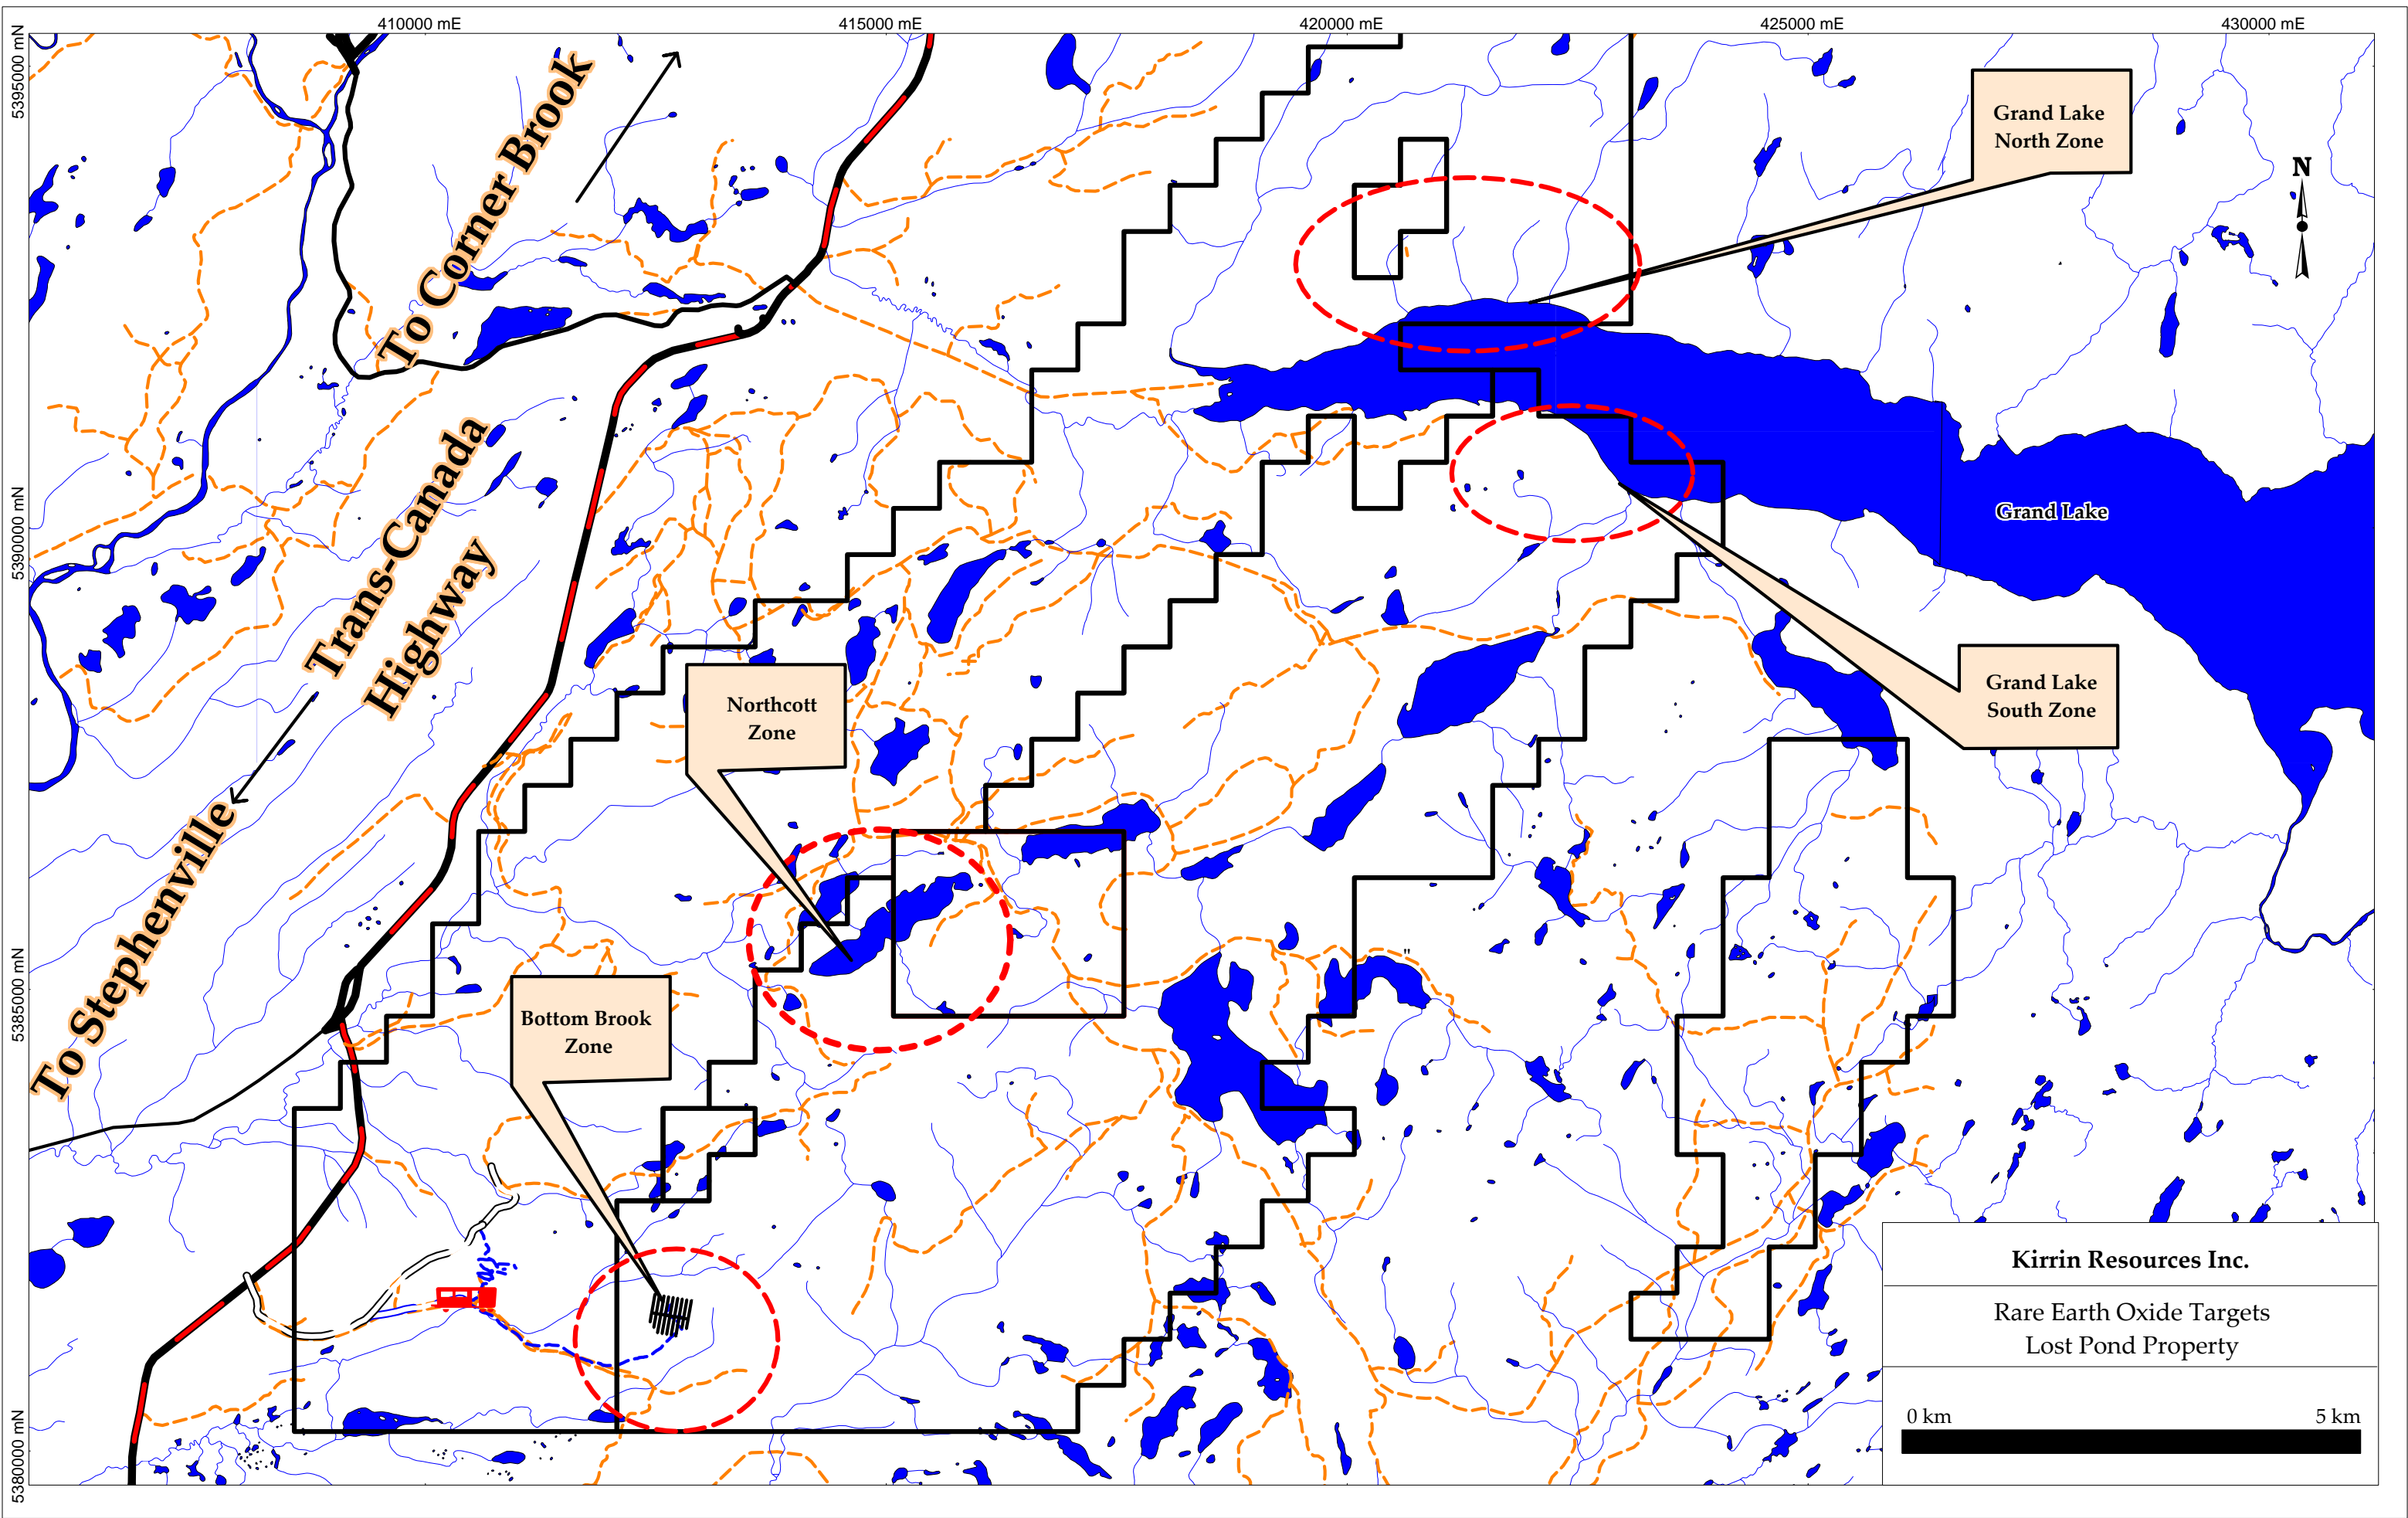 410000 mE
415000 mE
420000 mE
425000 mE
430000 mE
5395000 mN
5390000 mN
5385000 mN
5380000 mN
To Corner Brook
Trans-Canada
Highway
To Stephenville
Grand Lake
North Zone
N
Grand Lake
Grand Lake
South Zone
Northcott
Zone
Bottom Brook
Zone
"
Kirrin Resources Inc.
Rare Earth Oxide Targets
Lost Pond Property
0 km
5 km